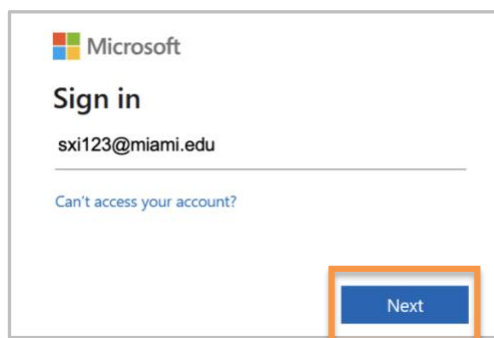 Microsoft
Sign in
sxi123@miami.edu
Can't access your account?
Next